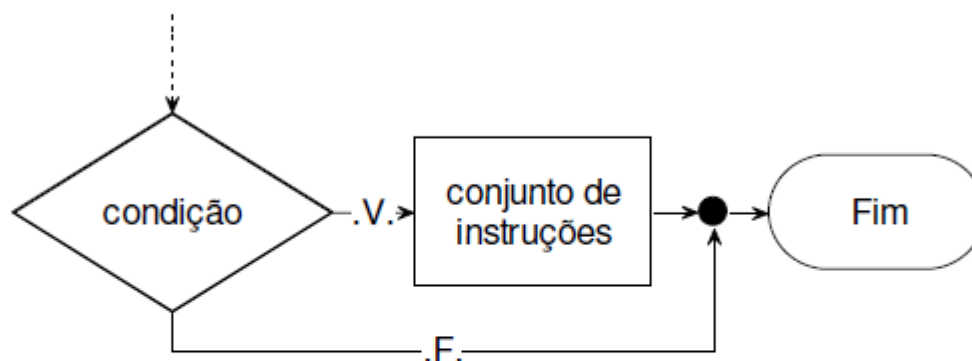 condição
.V.
conjunto de
instruções
Fim
.F.